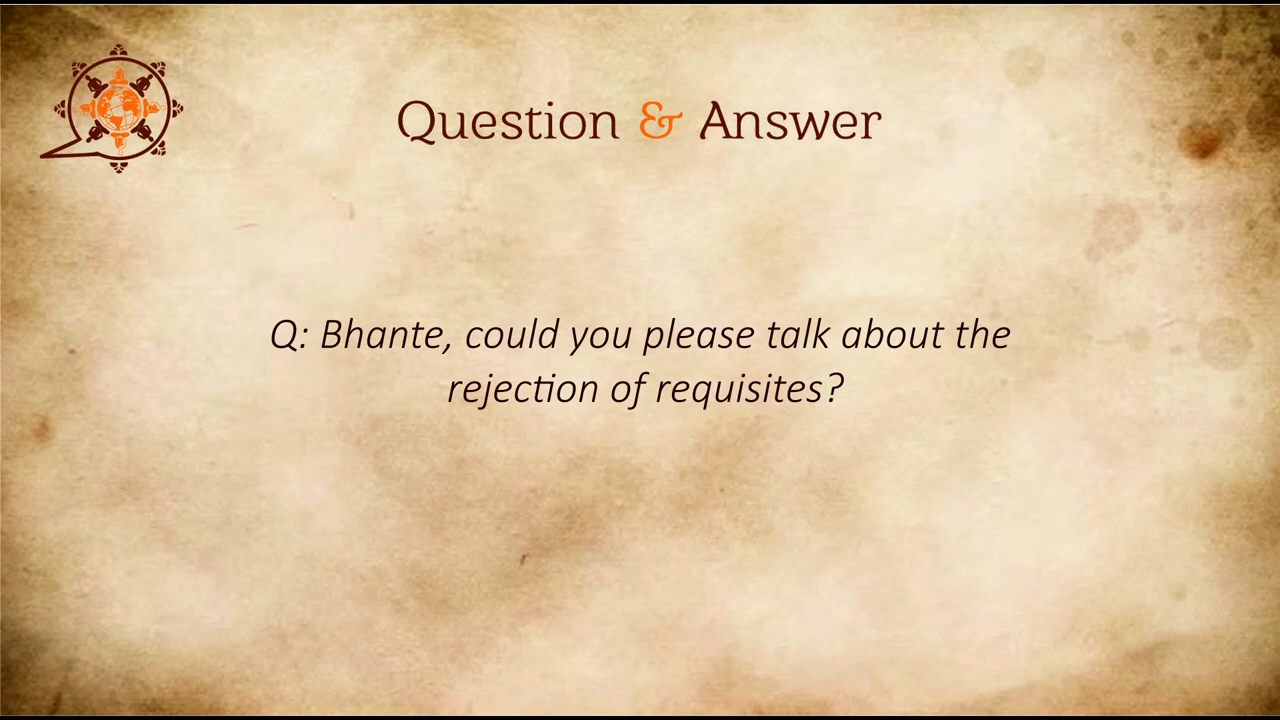 Question & Answer
Q: Bhante, could you please talk about the
rejection of requisites?